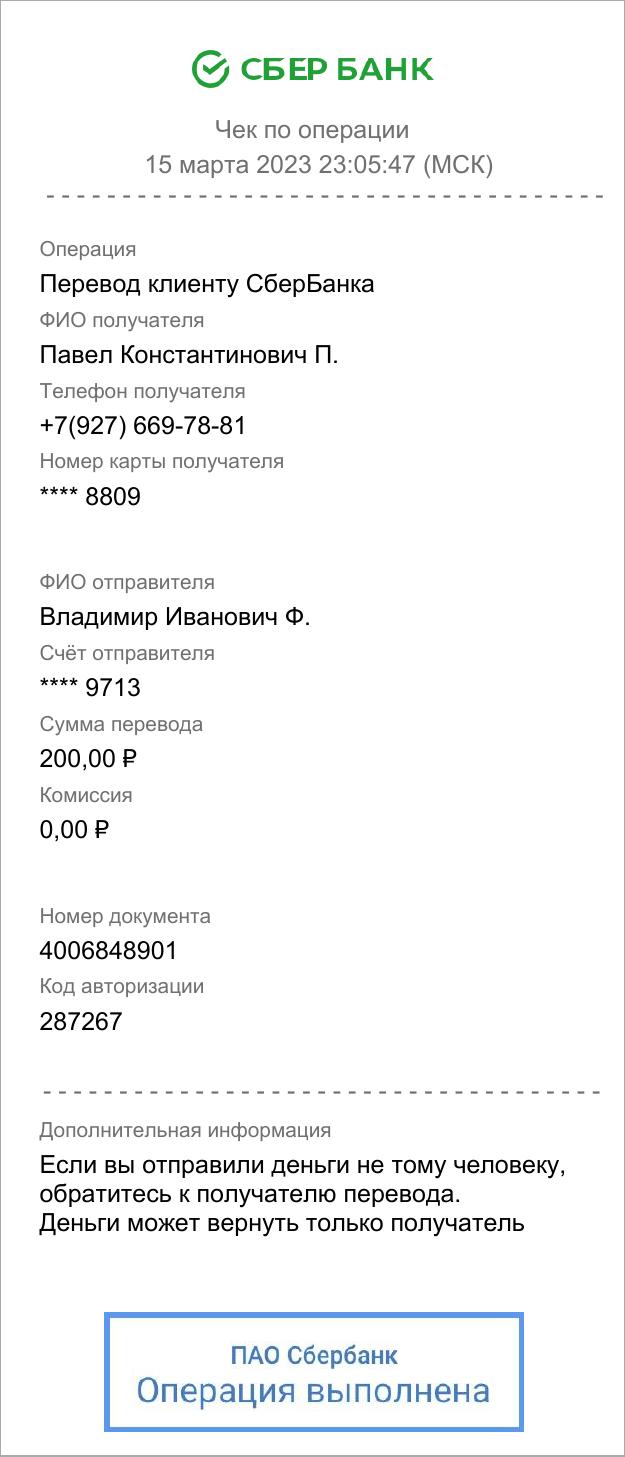 СБЕР БАНК
Чек по операции
15 марта 2023 23:05:47 (МСК)
Операция
Перевод клиенту СберБанка
ФИО получателя
Павел Константинович П.
Телефон получателя
+7(927) 669-78-81
Номер карты получателя
**** 8809
ФИО отправителя
Владимир Иванович Ф.
Счёт отправителя
**** 9713
Сумма перевода
200,00 ₽
Комиссия
0,00 ₽
Номер документа
4006848901
Код авторизации
287267
Дополнительная информация
Если вы отправили деньги не тому человеку,
обратитесь к получателю перевода.
Деньги может вернуть только получатель
ПАО Сбербанк
Операция выполнена